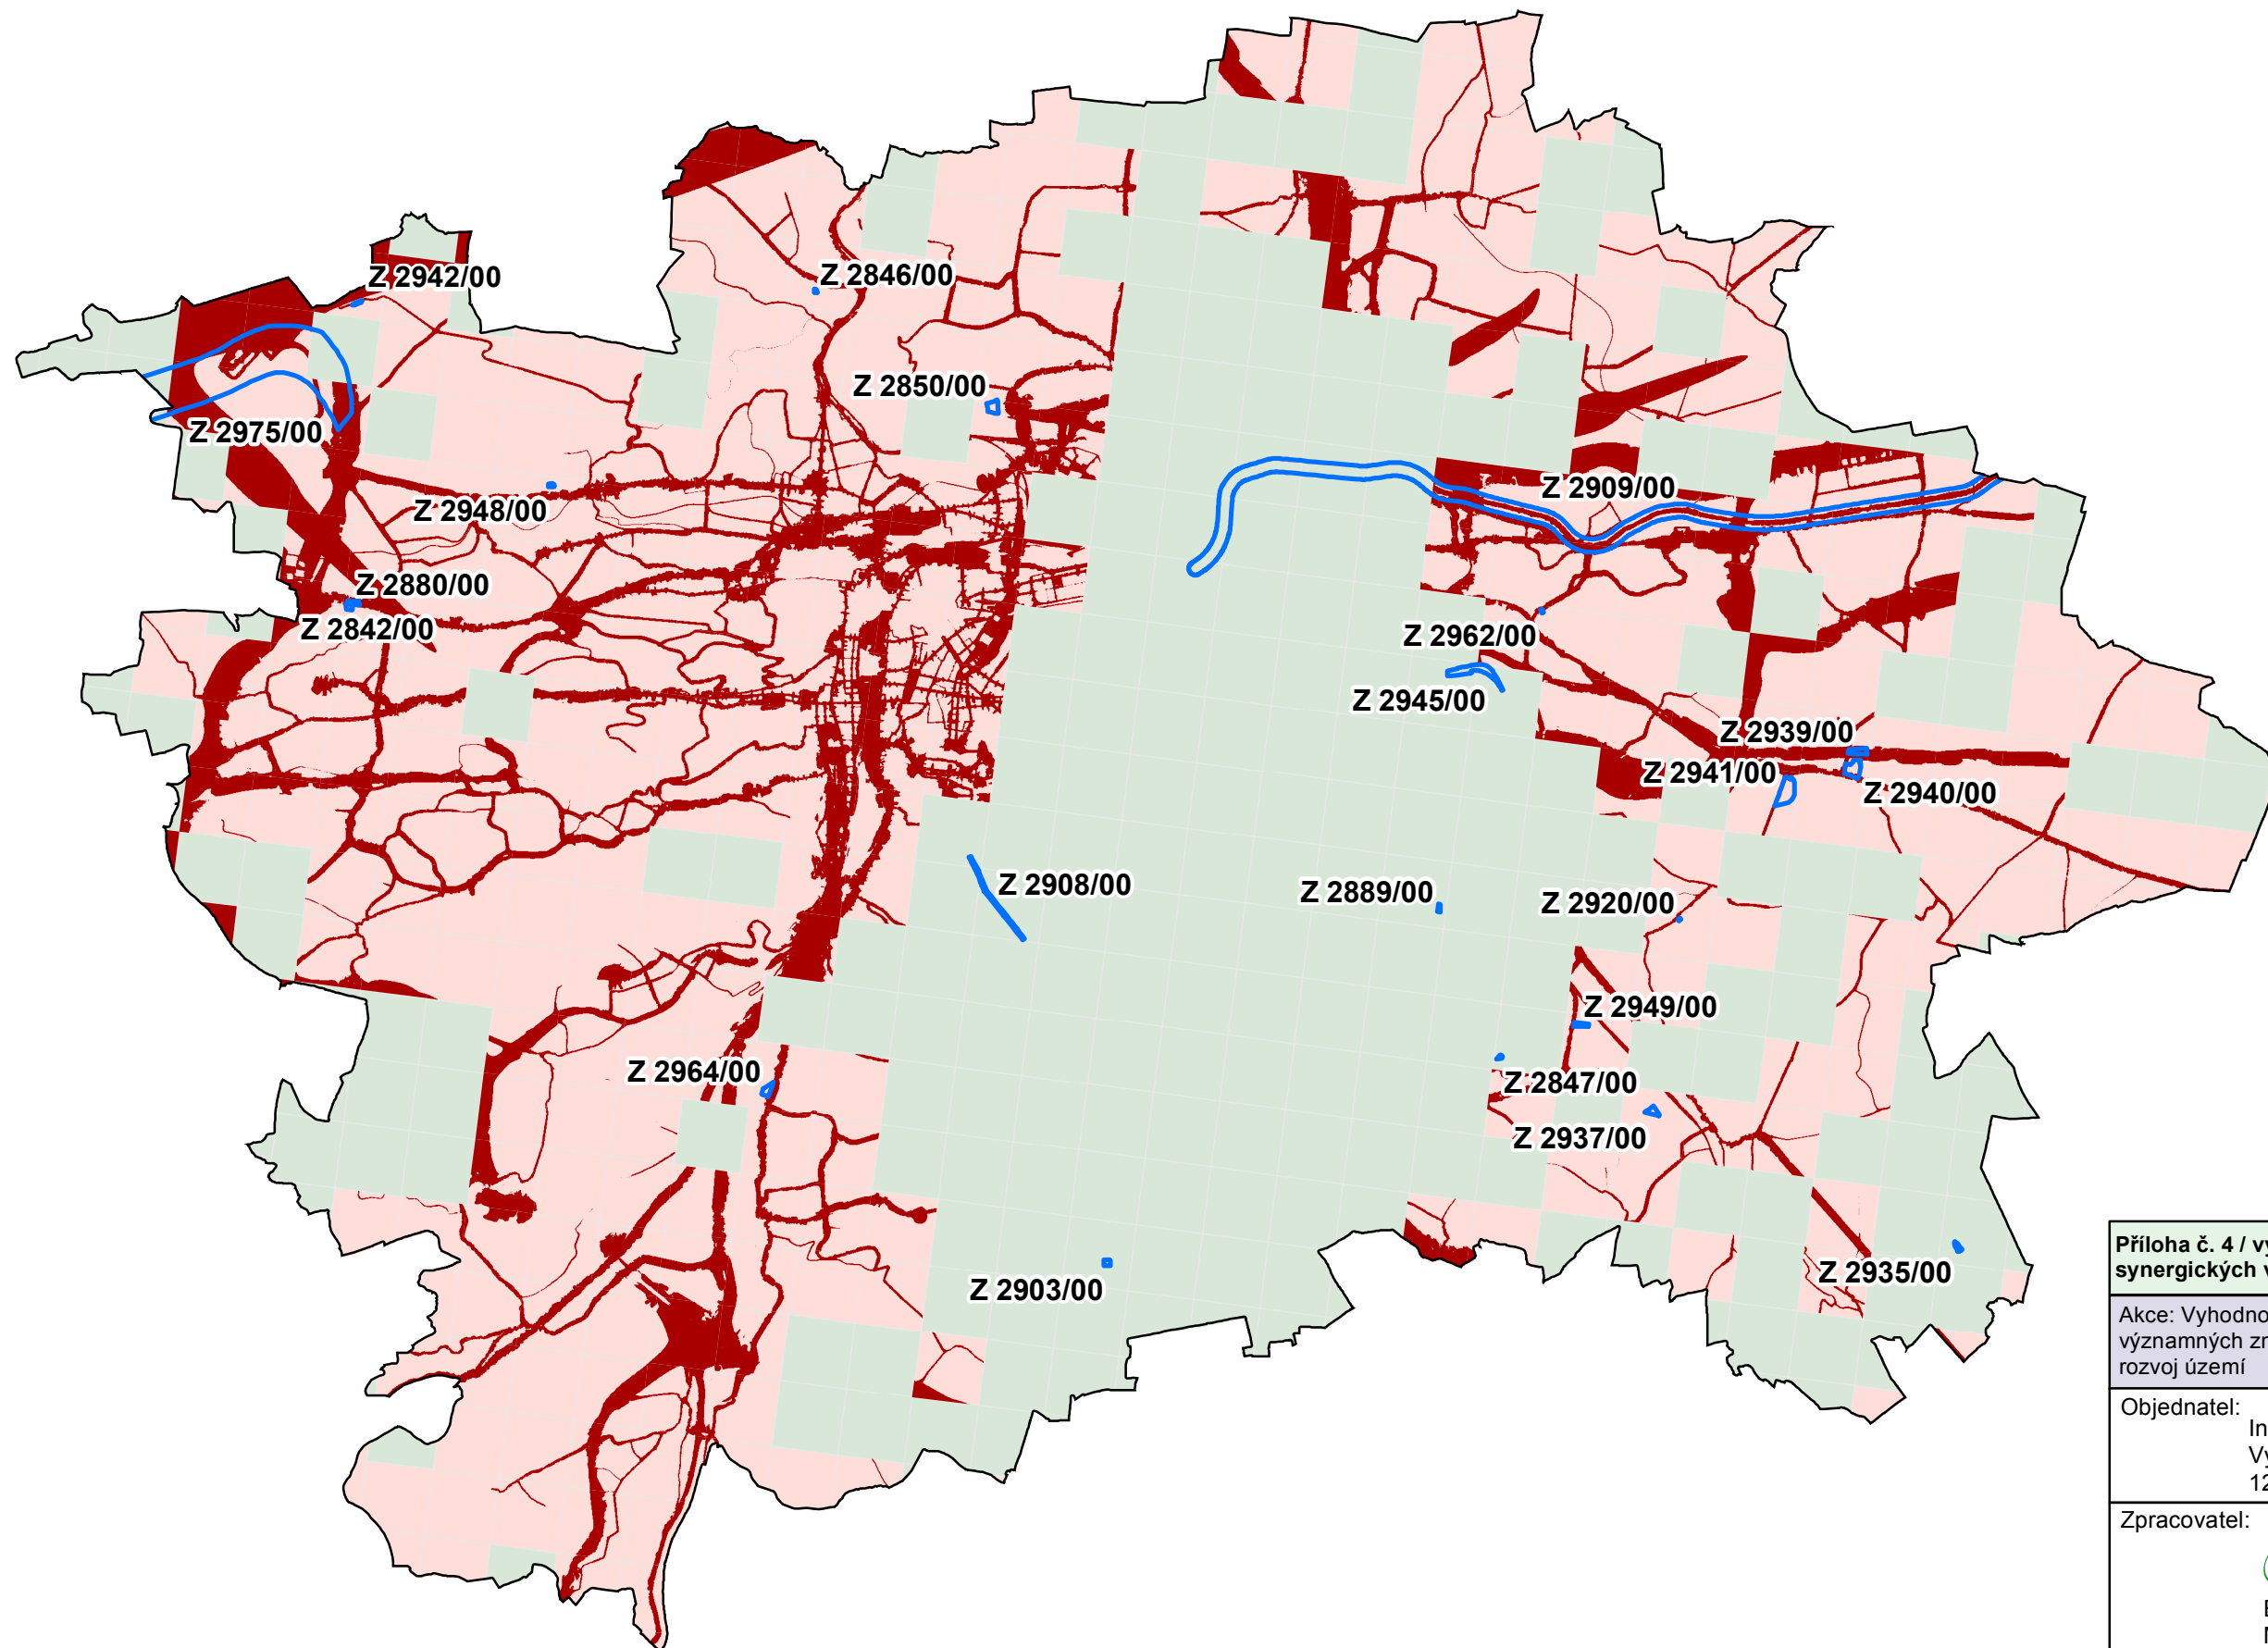 Z 2942/00
Z 2846/00
Z 2850/00
Z 2975/00
Z 2909/00
Z 2948/00
Z 2880/00
Z 2842/00
Z 2962/00
Z 2945/00
Z 2939/00
Z 2941/00
Z 2940/00
Z 2908/00
Z 2889/00
Z 2920/00
Z 2949/00
Z 2964/00
Z 2847/00
Z 2937/00
Z 2903/00
Z 2935/00
Příloha č. 4 /
synergických
Akce:
významných
rozvoj území
Objednatel:
Zpracovatel: